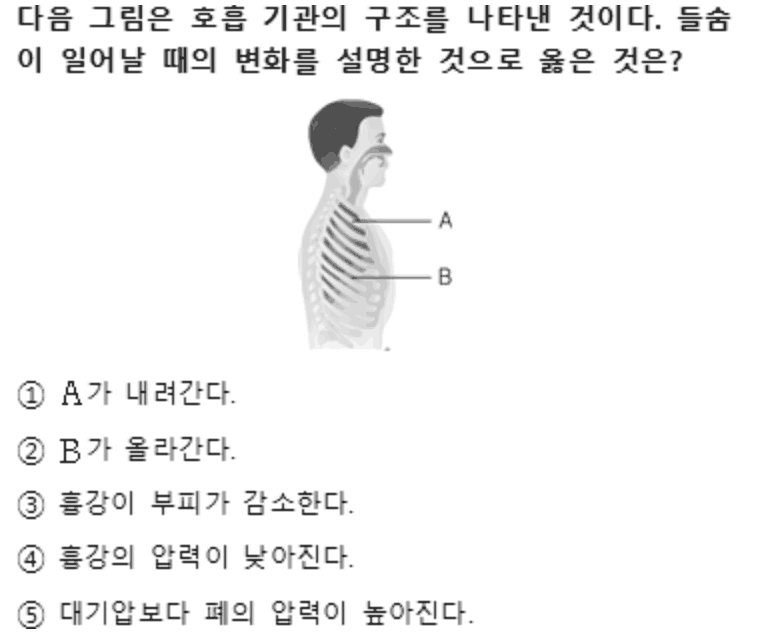 다음 그림은 호흡 기관의 구조를 나타낸 것이다. 들숨
이 일어날 때의 변화를 설명한 것으로 옳은 것은?
A
B
① A가 내려간다.
② B가 올라간다.
③ 흉강이 부피가 감소한다.
④ 흉강의 압력이 낮아진다.
⑤ 대기압보다 폐의 압력이 높아진다.